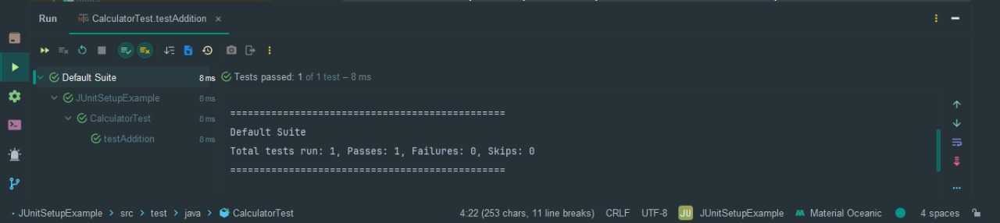 Run NG CalculatorTest.testAddition ×
Default Suite 8 ms
Tests passed: 1 of 1 test – 8 ms
JUnitSetupExample 8 ms
CalculatorTest 8 ms
testAddition 8 ms
===============================================
Default Suite
Total tests run: 1, Passes: 1, Failures: 0, Skips: 0
===============================================
JUnitSetupExample > src > test > java > CalculatorTest 4:22 (253 chars, 11 line breaks) CRLF UTF-8 JU JUnitSetupExample Material Oceanic 4 spaces